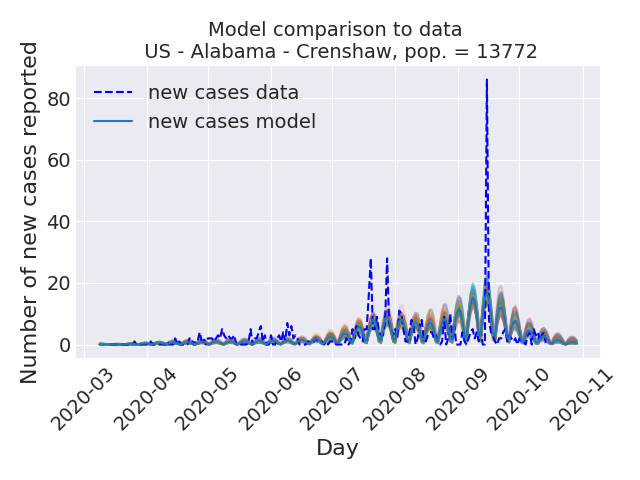 Model comparison to data
US - Alabama - Crenshaw, pop. = 13772
Number of new cases reported
80
60
40
20
0
new cases data
new cases model
2020-03
2020-04
2020-05
2020-06
2020-07
2020-08
2020-09
2020-10
2020-11
Day